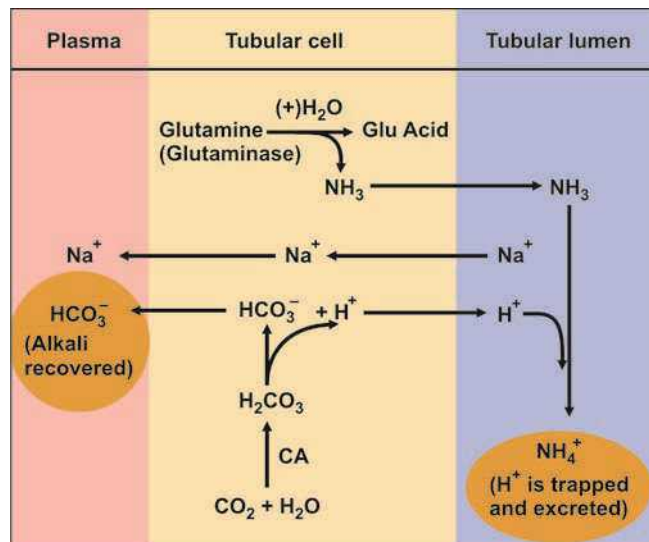 Plasma Tubular cell Tubular lumen
(+)H₂O
Glutamine Glu Acid
(Glutaminase)
NH₃ NH₃
Na⁺ Na⁺ Na⁺
HCO₃⁻ HCO₃⁻ + H⁺ H⁺
(Alkali
recovered)
H₂CO₃
CA
NH₄⁺
(H⁺ is trapped
and excreted)
CO₂ + H₂O